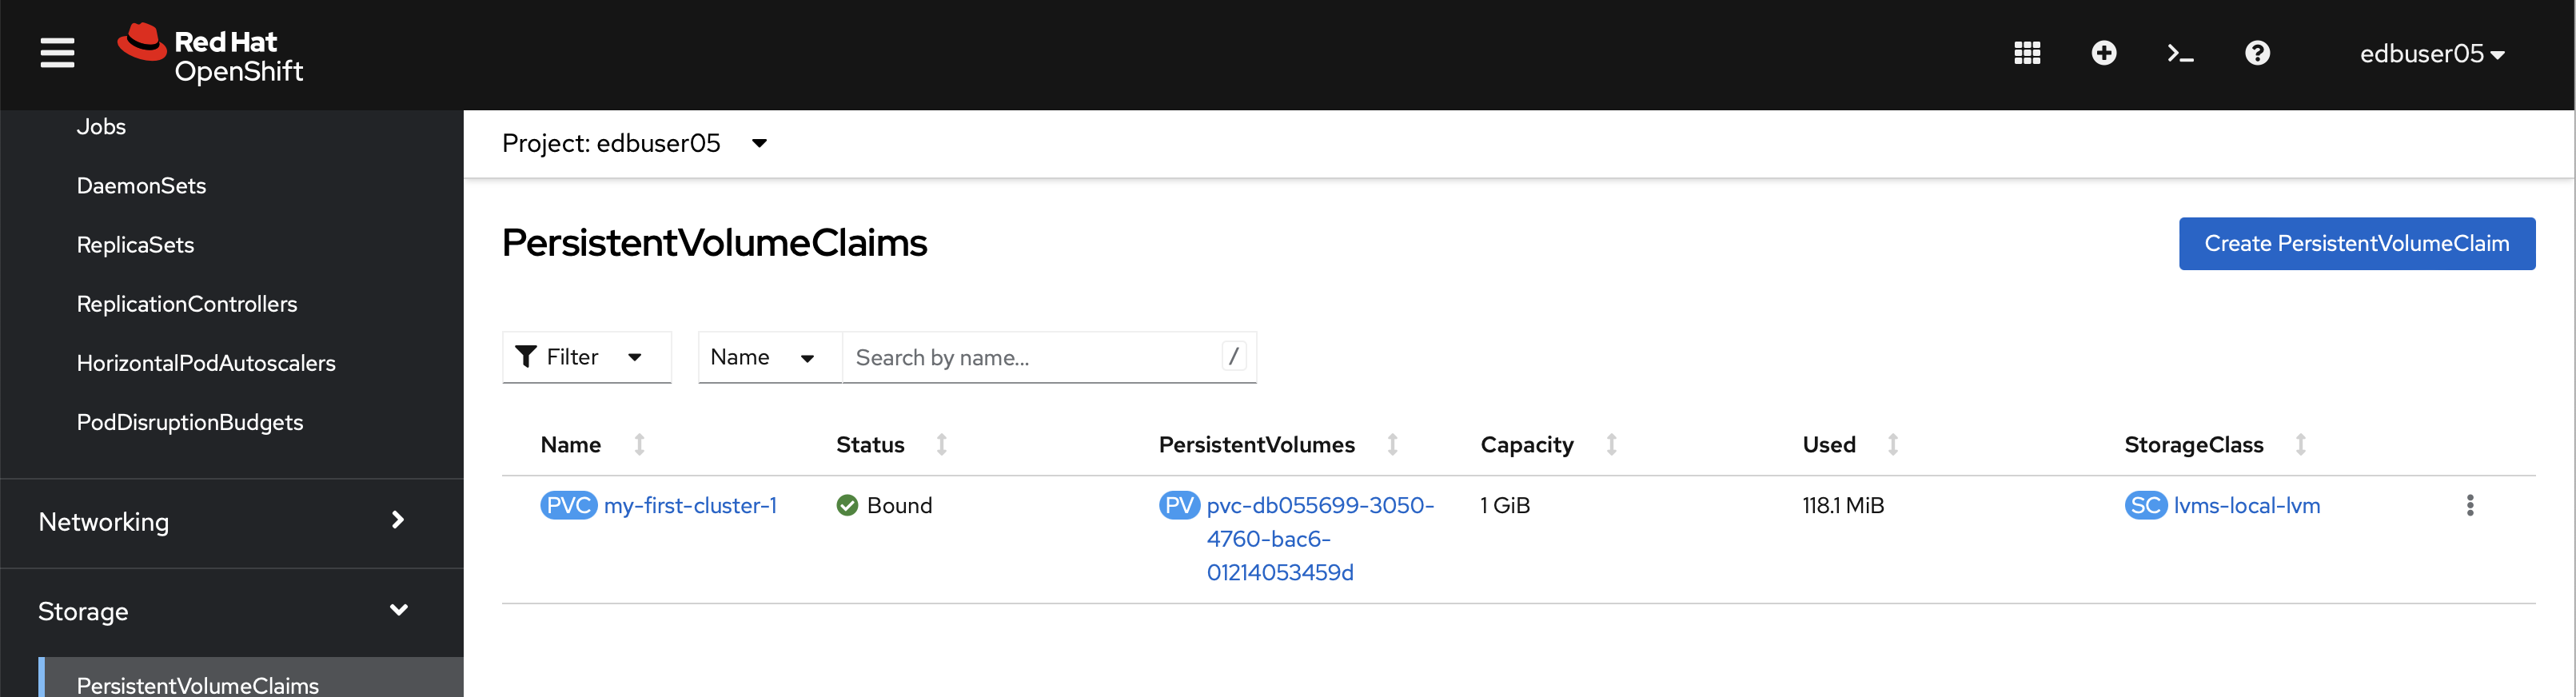 Red Hat
OpenShift
edbuser05
Jobs
DaemonSets
ReplicaSets
ReplicationControllers
HorizontalPodAutoscalers
PodDisruptionBudgets
Networking
Storage
PersistentVolumeClaims
Project: edbuser05
PersistentVolumeClaims
Create PersistentVolumeClaim
Filter
Name
Search by name...
/
Name Status PersistentVolumes Capacity Used StorageClass
PVC my-first-cluster-1 Bound PV pvc-db055699-3050- 1 GiB 118.1 MiB SC lvms-local-lvm
4760-bac6-
01214053459d